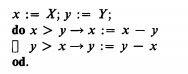 x := X; y := Y;
do x > y → x := x − y
▯ y > x → y := y − x
od.